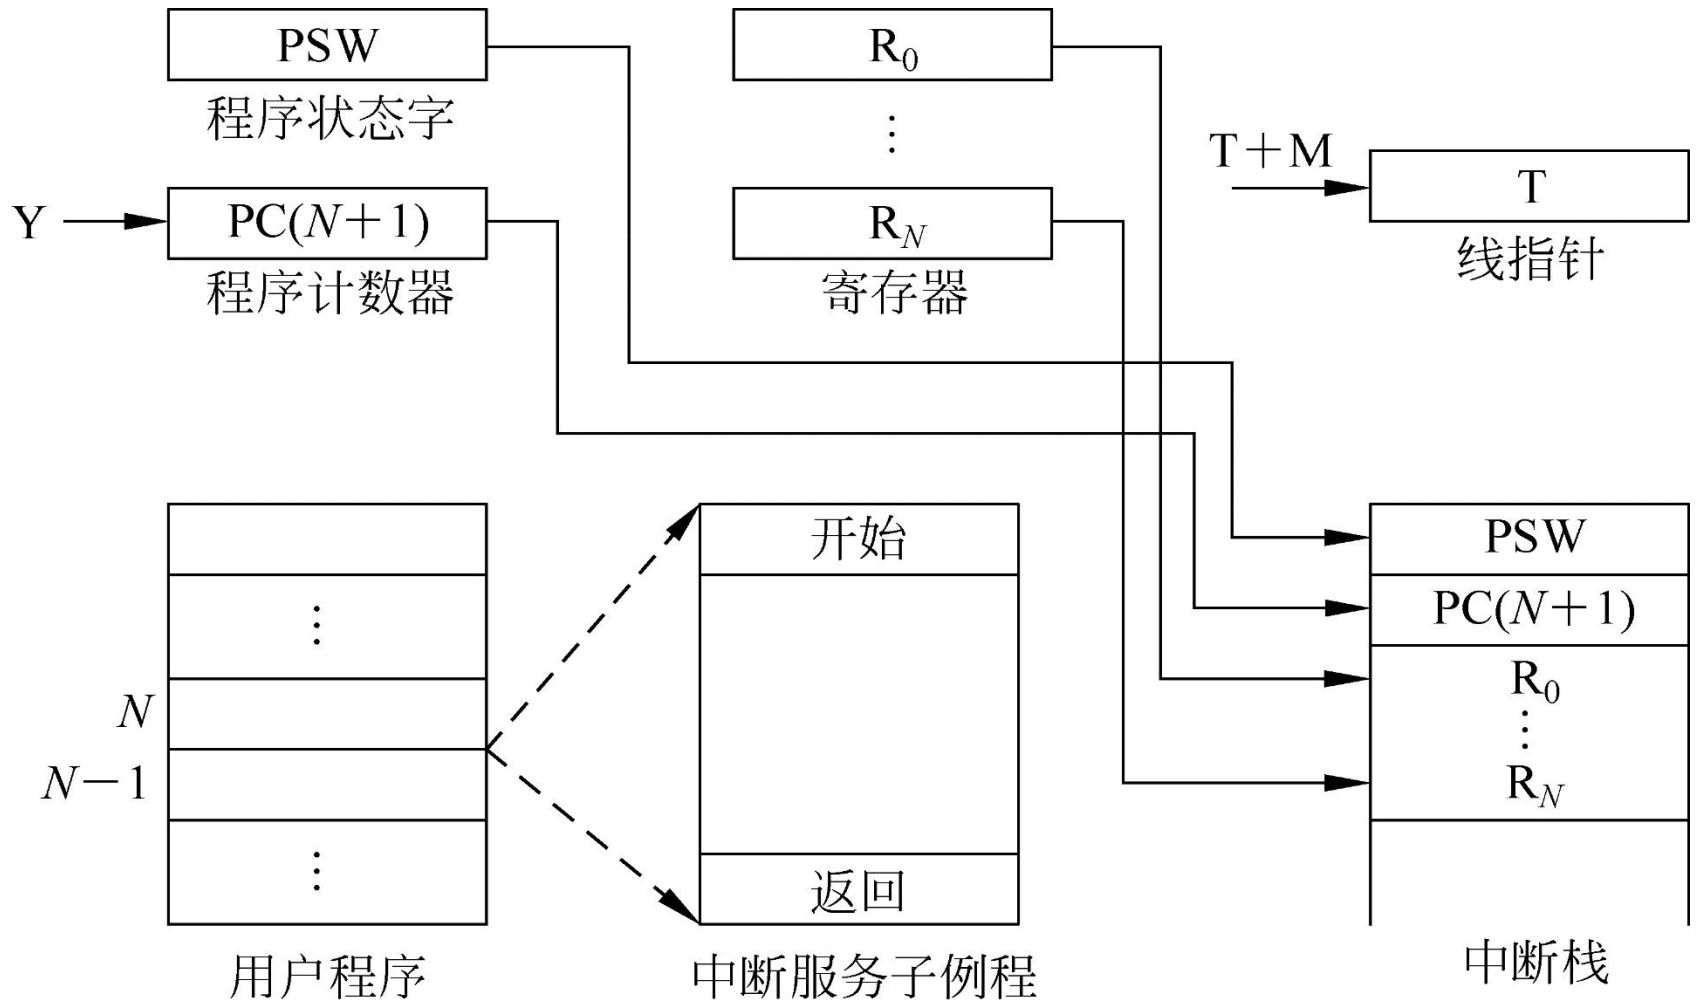 PSW
程序状态字
R₀
⋮
T+M
T
线指针
Y
PC(N+1)
程序计数器
R_N
寄存器
⋮
N
N-1
⋮
用户程序
开始
返回
中断服务子例程
PSW
PC(N+1)
R₀
⋮
R_N
中断栈